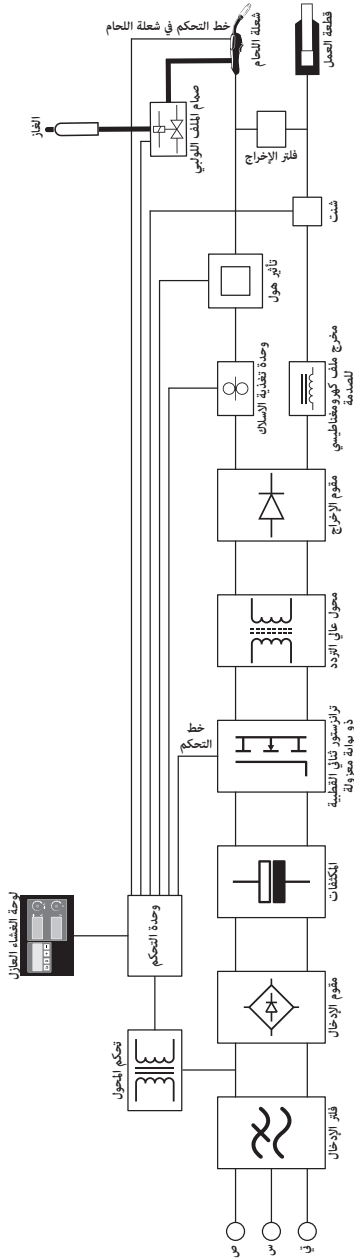 خط التحكم في شعلة اللحام
شعلة اللحام
قطعة العمل
الغاز
صمام الملف اللولبي
فلتر الإخراج
شنت
تأثير هول
وحدة تغذية الاسلاك
مخرج ملف كهرومغناطيسي
للصدمة
مقوم الإخراج
محول عالي التردد
خط
التحكم
ترانزستور ثنائي القطبية
ذو بوابة معزولة
المكثفات
لوحة الغشاء العازل
وحدة التحكم
مقوم الإدخال
تحكم المحول
فلتر الإدخال
ص
س
تي